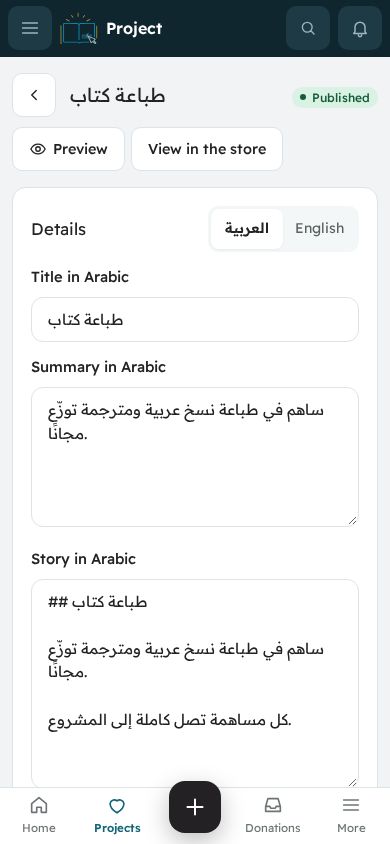 Project
طباعة كتاب
Published
Preview
View in the store
Details
العربية
English
Title in Arabic
طباعة كتاب
Summary in Arabic
ساهم في طباعة نسخ عربية ومترجمة توزّع
مجانًا.
Story in Arabic
## طباعة كتاب
ساهم في طباعة نسخ عربية ومترجمة توزّع
مجانًا.
كل مساهمة تصل كاملة إلى المشروع.
Home
Projects
Donations
More